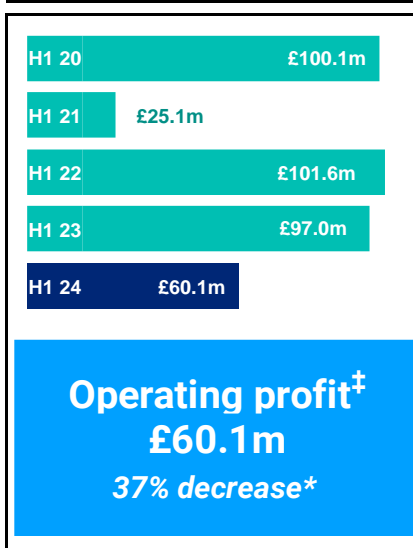 H1 20 £100.1m
H1 21 £25.1m
H1 22 £101.6m
H1 23 £97.0m
H1 24 £60.1m
Operating profit‡
£60.1m
37% decrease*